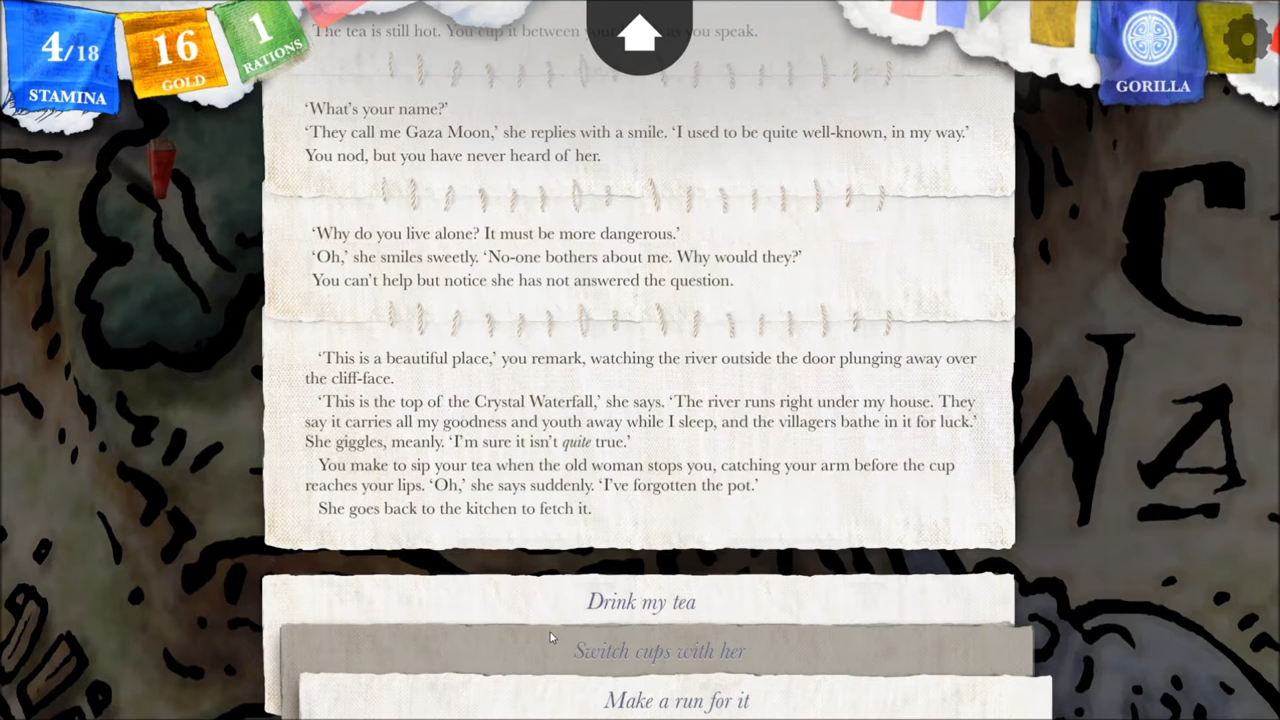 4/18
STAMINA
16
GOLD
1
RATIONS
GORILLA
The tea is still hot. You cup it between your as you speak.
‘What’s your name?’
‘They call me Gaza Moon,’ she replies with a smile. ‘I used to be quite well-known, in my way.’
You nod, but you have never heard of her.
‘Why do you live alone? It must be more dangerous.’
‘Oh,’ she smiles sweetly. ‘No-one bothers about me. Why would they?’
You can’t help but notice she has not answered the question.
‘This is a beautiful place,’ you remark, watching the river outside the door plunging away over
the cliff-face.
‘This is the top of the Crystal Waterfall,’ she says. ‘The river runs right under my house. They
say it carries all my goodness and youth away while I sleep, and the villagers bathe in it for luck.’
She giggles, meanly. ‘I’m sure it isn’t quite true.’
You make to sip your tea when the old woman stops you, catching your arm before the cup
reaches your lips. ‘Oh,’ she says suddenly. ‘I’ve forgotten the pot.’
She goes back to the kitchen to fetch it.
Drink my tea
Switch cups with her
Make a run for it
C
Wa